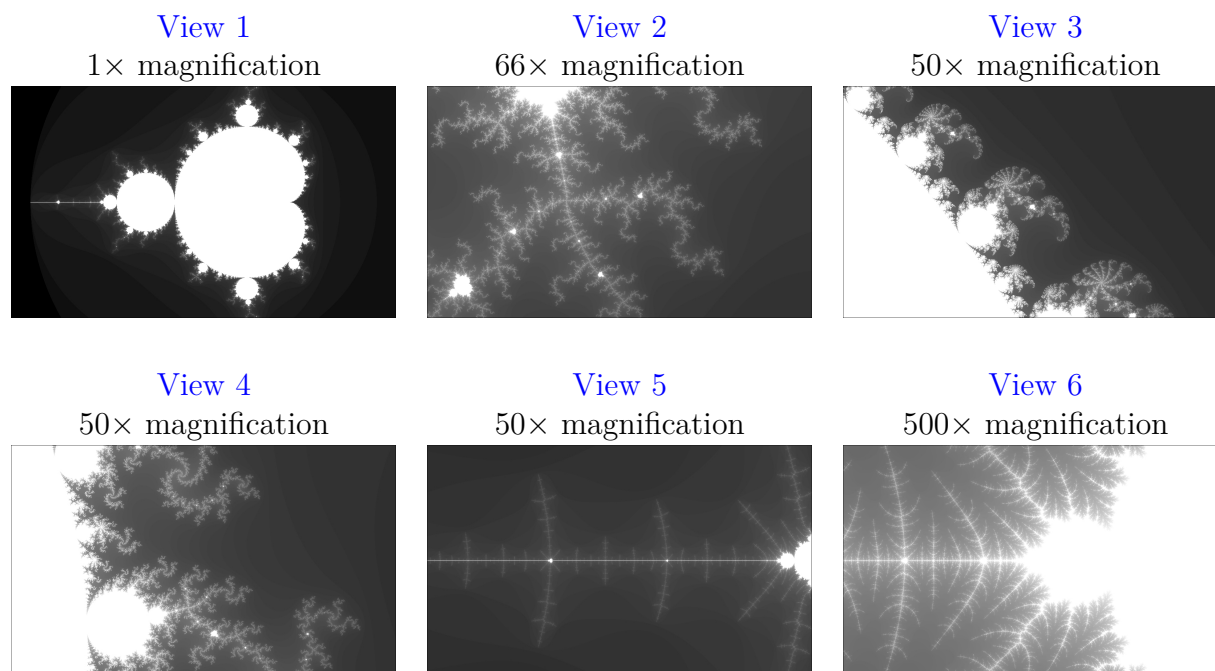 View 1
1× magnification
View 2
66× magnification
View 3
50× magnification
View 4
50× magnification
View 5
50× magnification
View 6
500× magnification